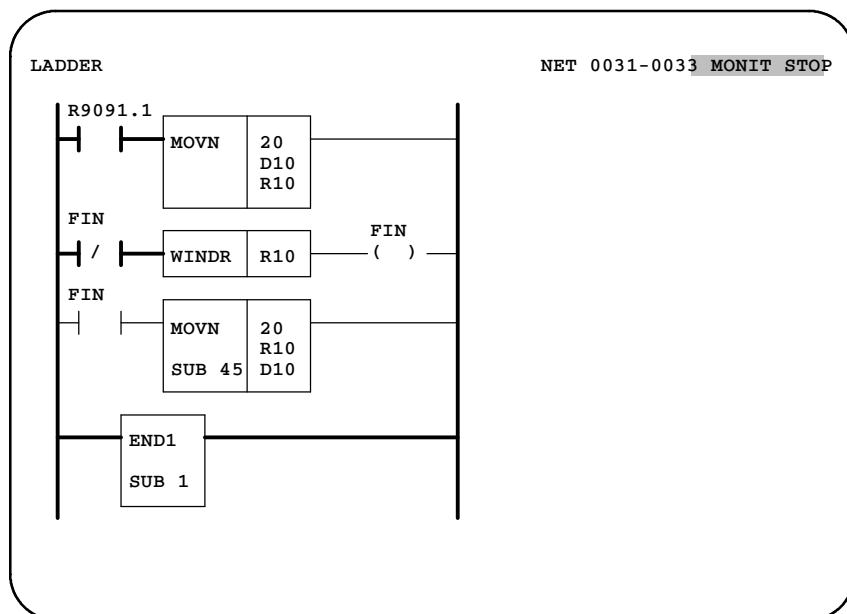 LADDER NET 0031-0033 MONIT STOP
R9091.1
MOVN 20
D10
R10
FIN
FIN
/ ( )
WINDR R10
FIN
MOVN 20
R10
SUB 45 D10
END1
SUB 1